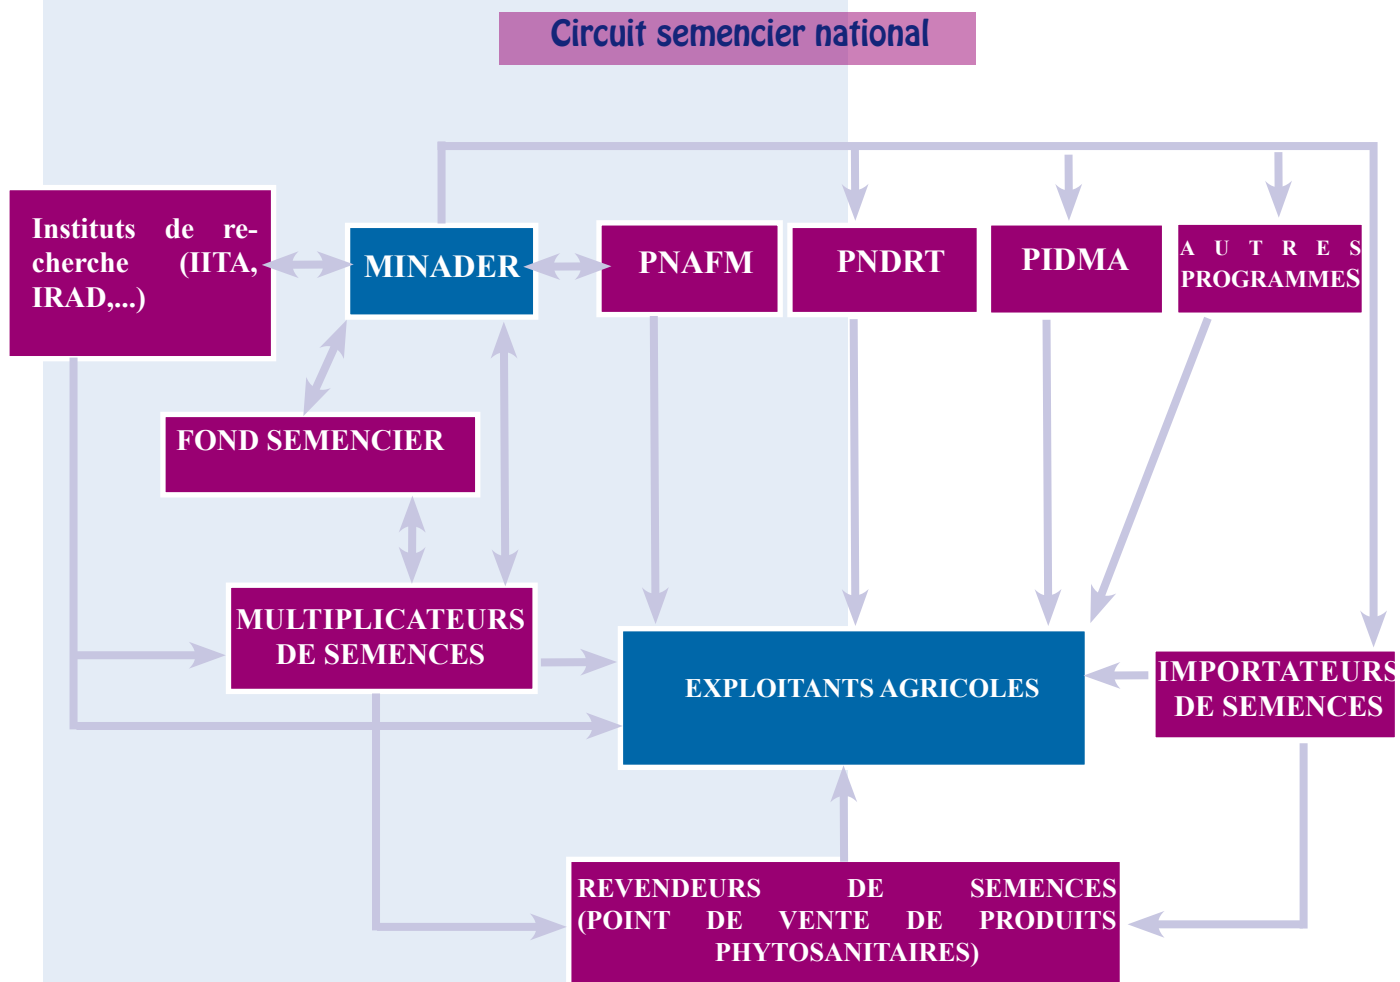 Circuit semencier national
Instituts de re-
cherche (IITA,
IRAD,...)
MINADER
PNAFM
PNDRT
PIDMA
AUTRES
PROGRAMMES
FOND SEMENCIER
MULTIPLICATEURS
DE SEMENCES
EXPLOITANTS AGRICOLES
IMPORTATEURS
DE SEMENCES
REVENDEURS DE SEMENCES
(POINT DE VENTE DE PRODUITS
PHYTOSANITAIRES)